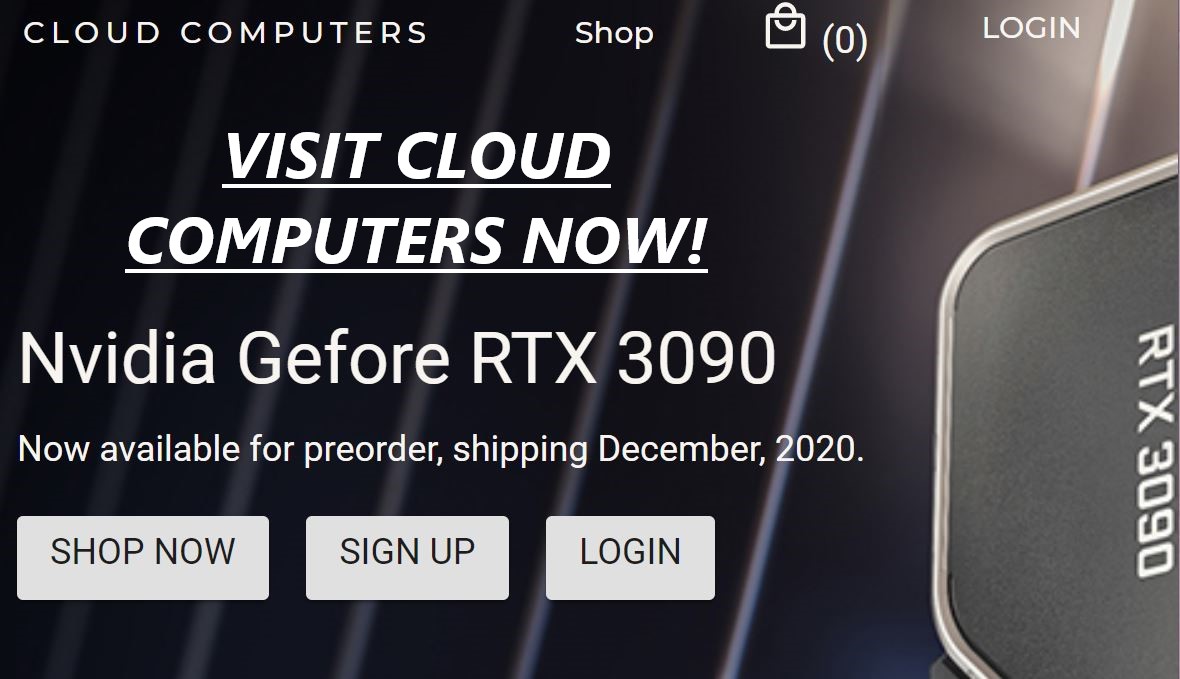 CLOUD COMPUTERS Shop (0) LOGIN
VISIT CLOUD
COMPUTERS NOW!
Nvidia Gefore RTX 3090
Now available for preorder, shipping December, 2020.
SHOP NOW SIGN UP LOGIN
RTX 3090